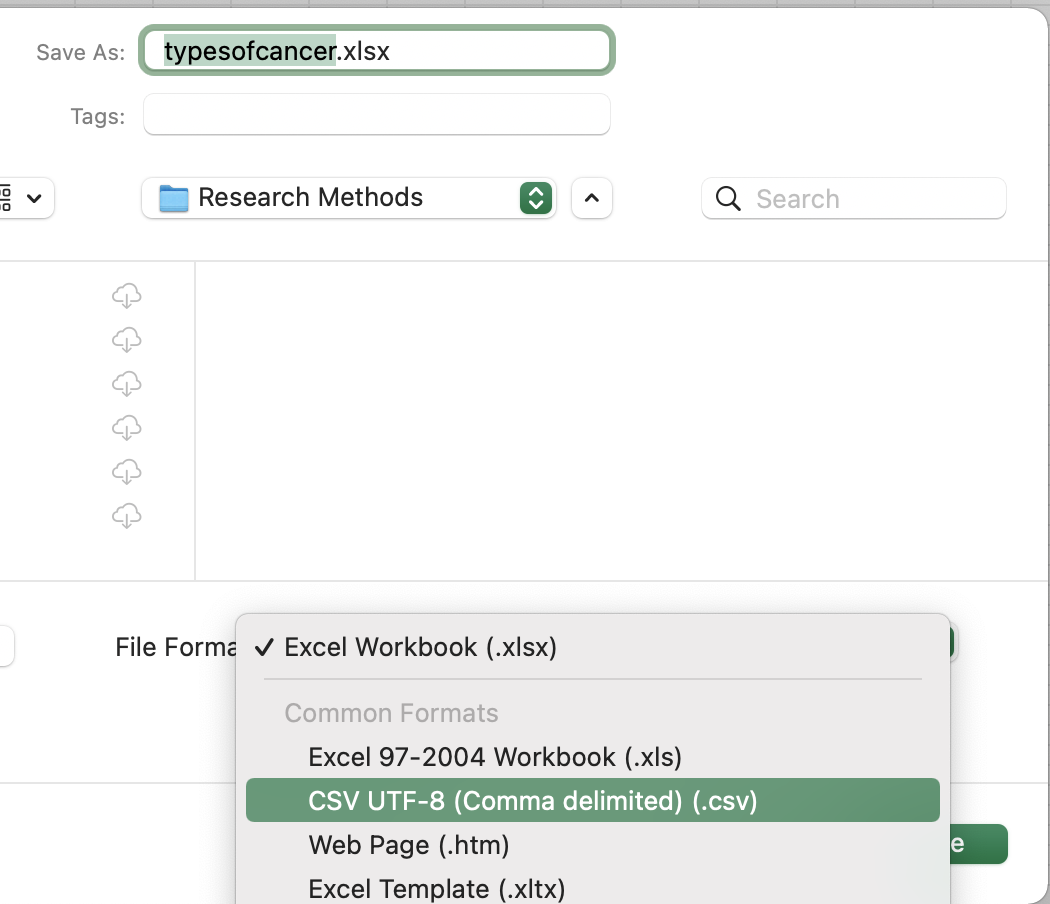 Save As: typesofcancer.xlsx
Tags:
Research Methods
Search
File Forma
✓ Excel Workbook (.xlsx)
Common Formats
Excel 97-2004 Workbook (.xls)
CSV UTF-8 (Comma delimited) (.csv)
Web Page (.htm)
e
Excel Template (.xltx)